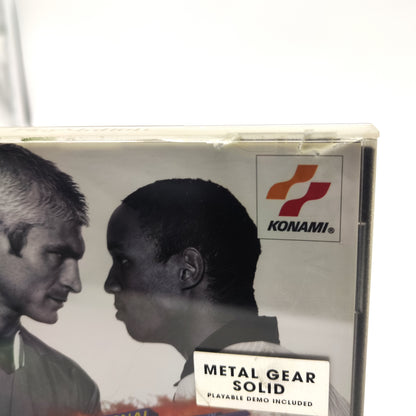 KONAMI®
METAL GEAR
SOLID
PLAYABLE DEMO INCLUDED